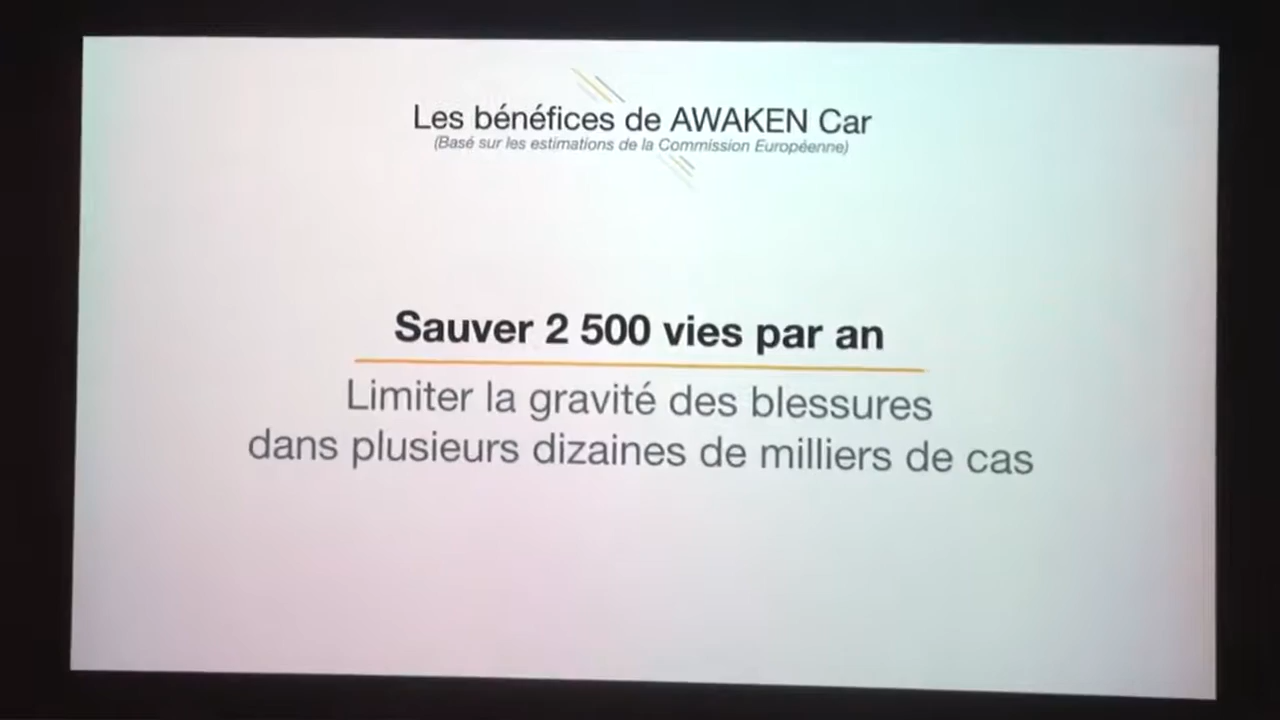 Les bénéfices de AWAKEN Car
(Basé sur les estimations de la Commission Européenne)
Sauver 2 500 vies par an
Limiter la gravité des blessures
dans plusieurs dizaines de milliers de cas